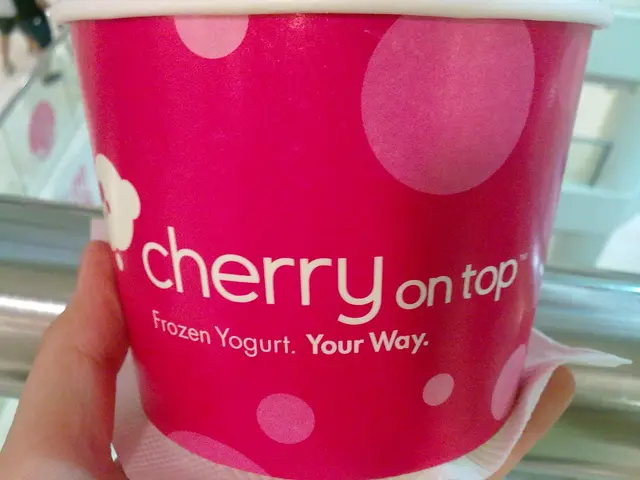 cherry on top™
Frozen Yogurt. Your Way.